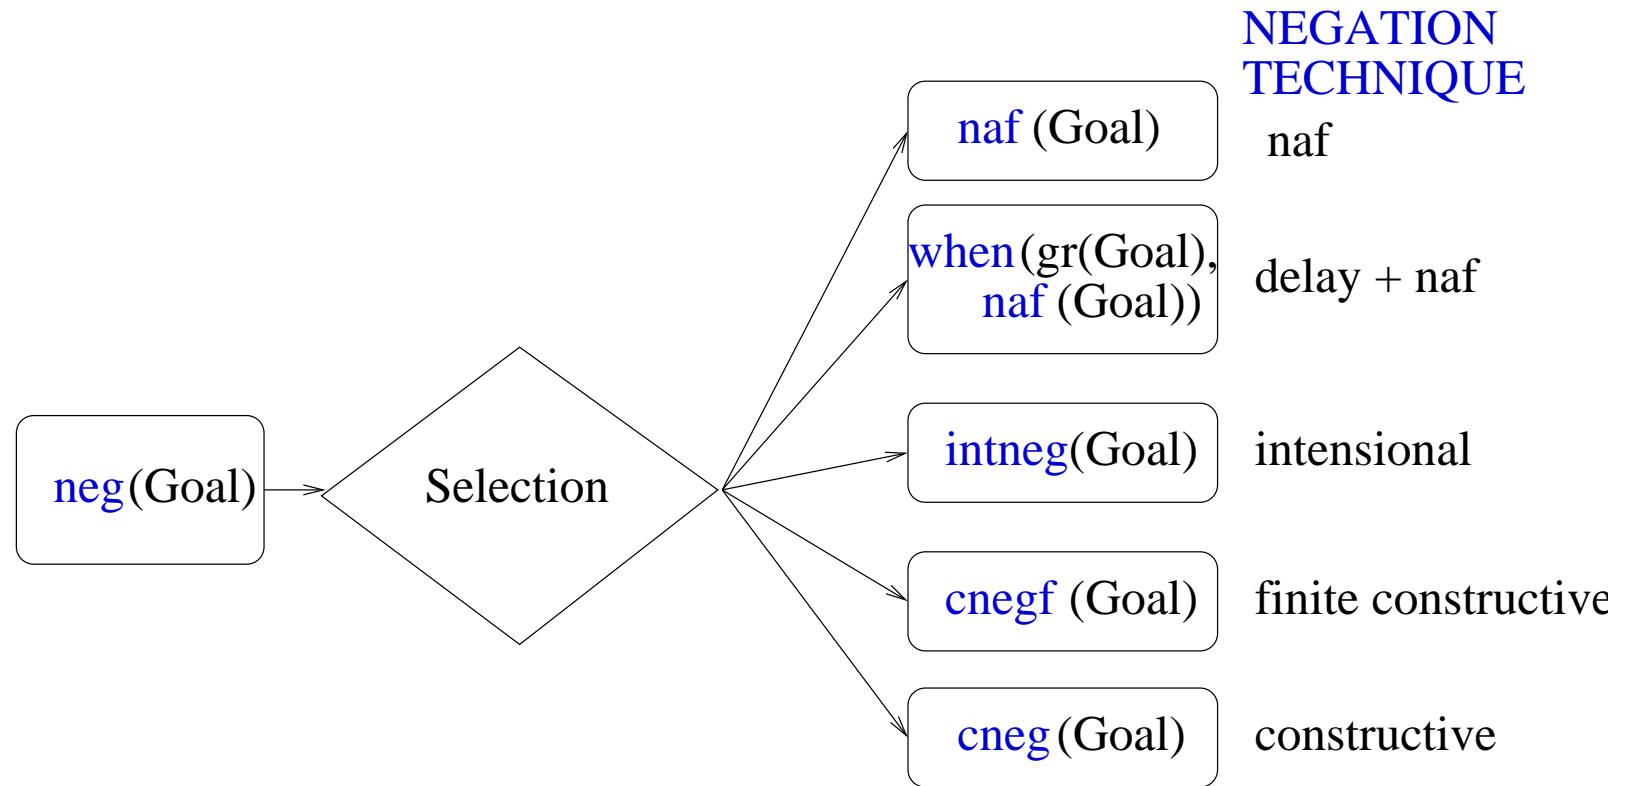 NEGATION
TECHNIQUE
naf (Goal)
naf
when(gr(Goal),
naf (Goal))
delay + naf
neg(Goal)
Selection
intneg(Goal)
intensional
cnegf (Goal)
finite constructive
cneg(Goal)
constructive